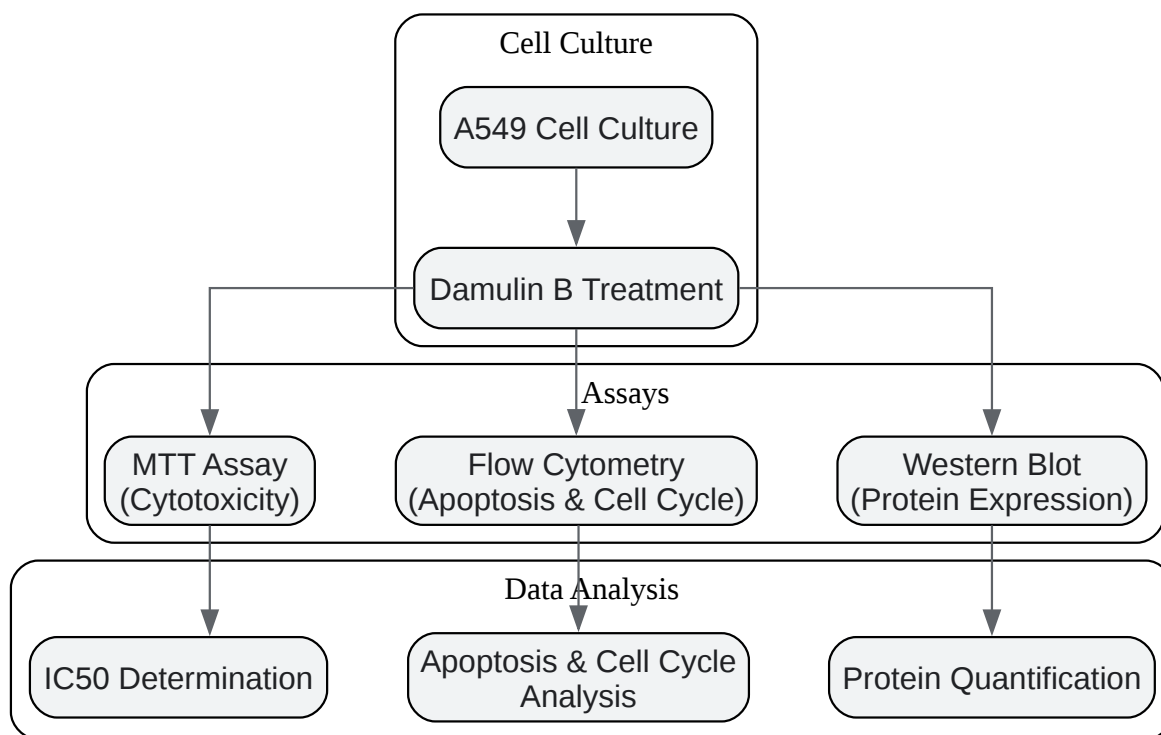 Cell Culture
A549 Cell Culture
Damulin B Treatment
Assays
MTT Assay
(Cytotoxicity)
Flow Cytometry
(Apoptosis & Cell Cycle)
Western Blot
(Protein Expression)
Data Analysis
IC50 Determination
Apoptosis & Cell Cycle
Analysis
Protein Quantification